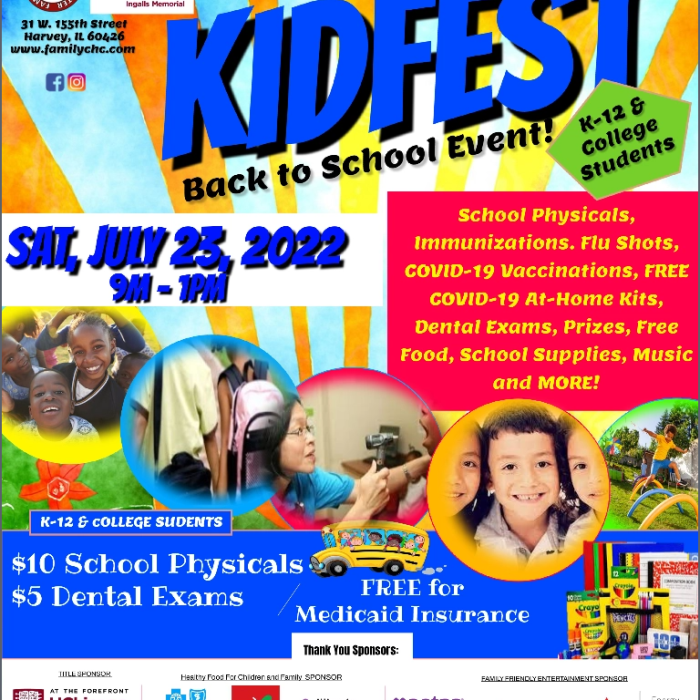 Ingalls Memorial
31 W. 155th Street
Harvey, IL 60426
www.familychc.com
KIDFEST
Back to School Event!
K-12 &
College
Students
SAT, JULY 23, 2022
9M - 1PM
School Physicals,
Immunizations. Flu Shots,
COVID-19 Vaccinations, FREE
COVID-19 At-Home Kits,
Dental Exams, Prizes, Free
Food, School Supplies, Music
and MORE!
K-12 & COLLEGE SUDENTS
$10 School Physicals
$5 Dental Exams
FREE for
Medicaid Insurance
Thank You Sponsors:
TITLE SPONSOR
Healthy Food For Children and Family SPONSOR
FAMILY FRIENDLY ENTERTAINMENT SPONSOR
AT THE FOREFRONT